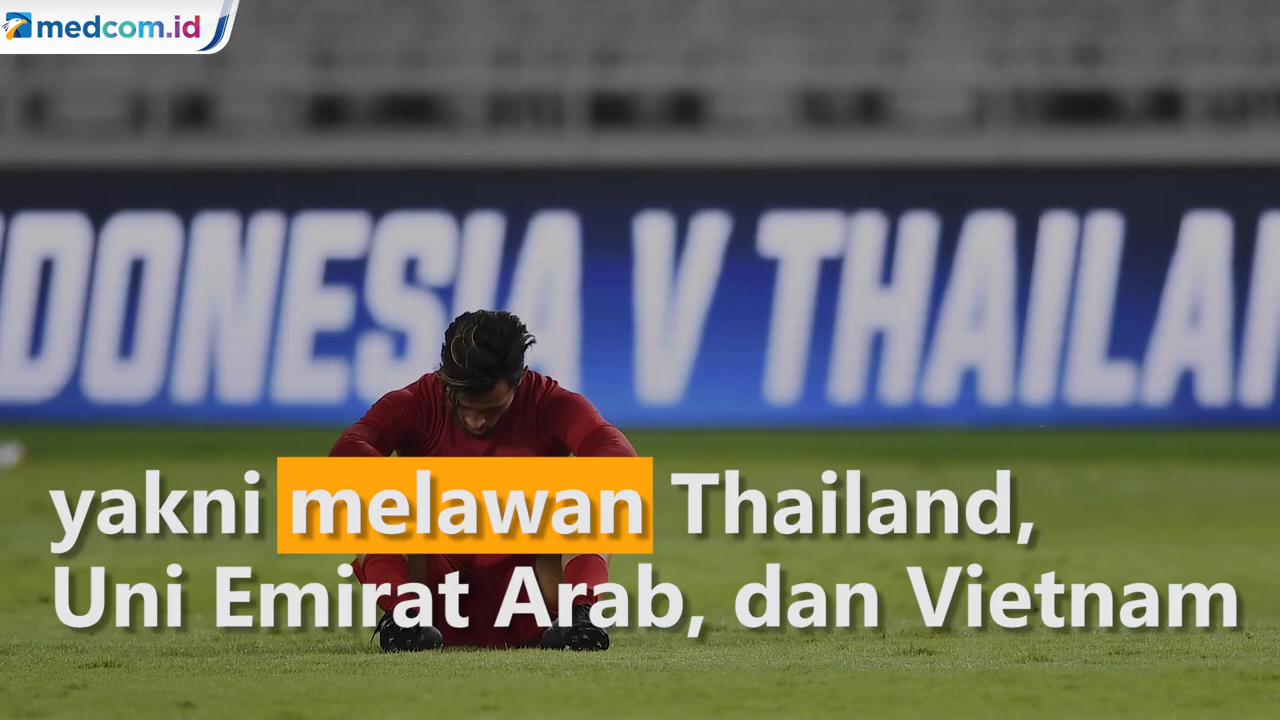 medcom.id
DONESIA V THAILA
yakni melawan Thailand,
Uni Emirat Arab, dan Vietnam